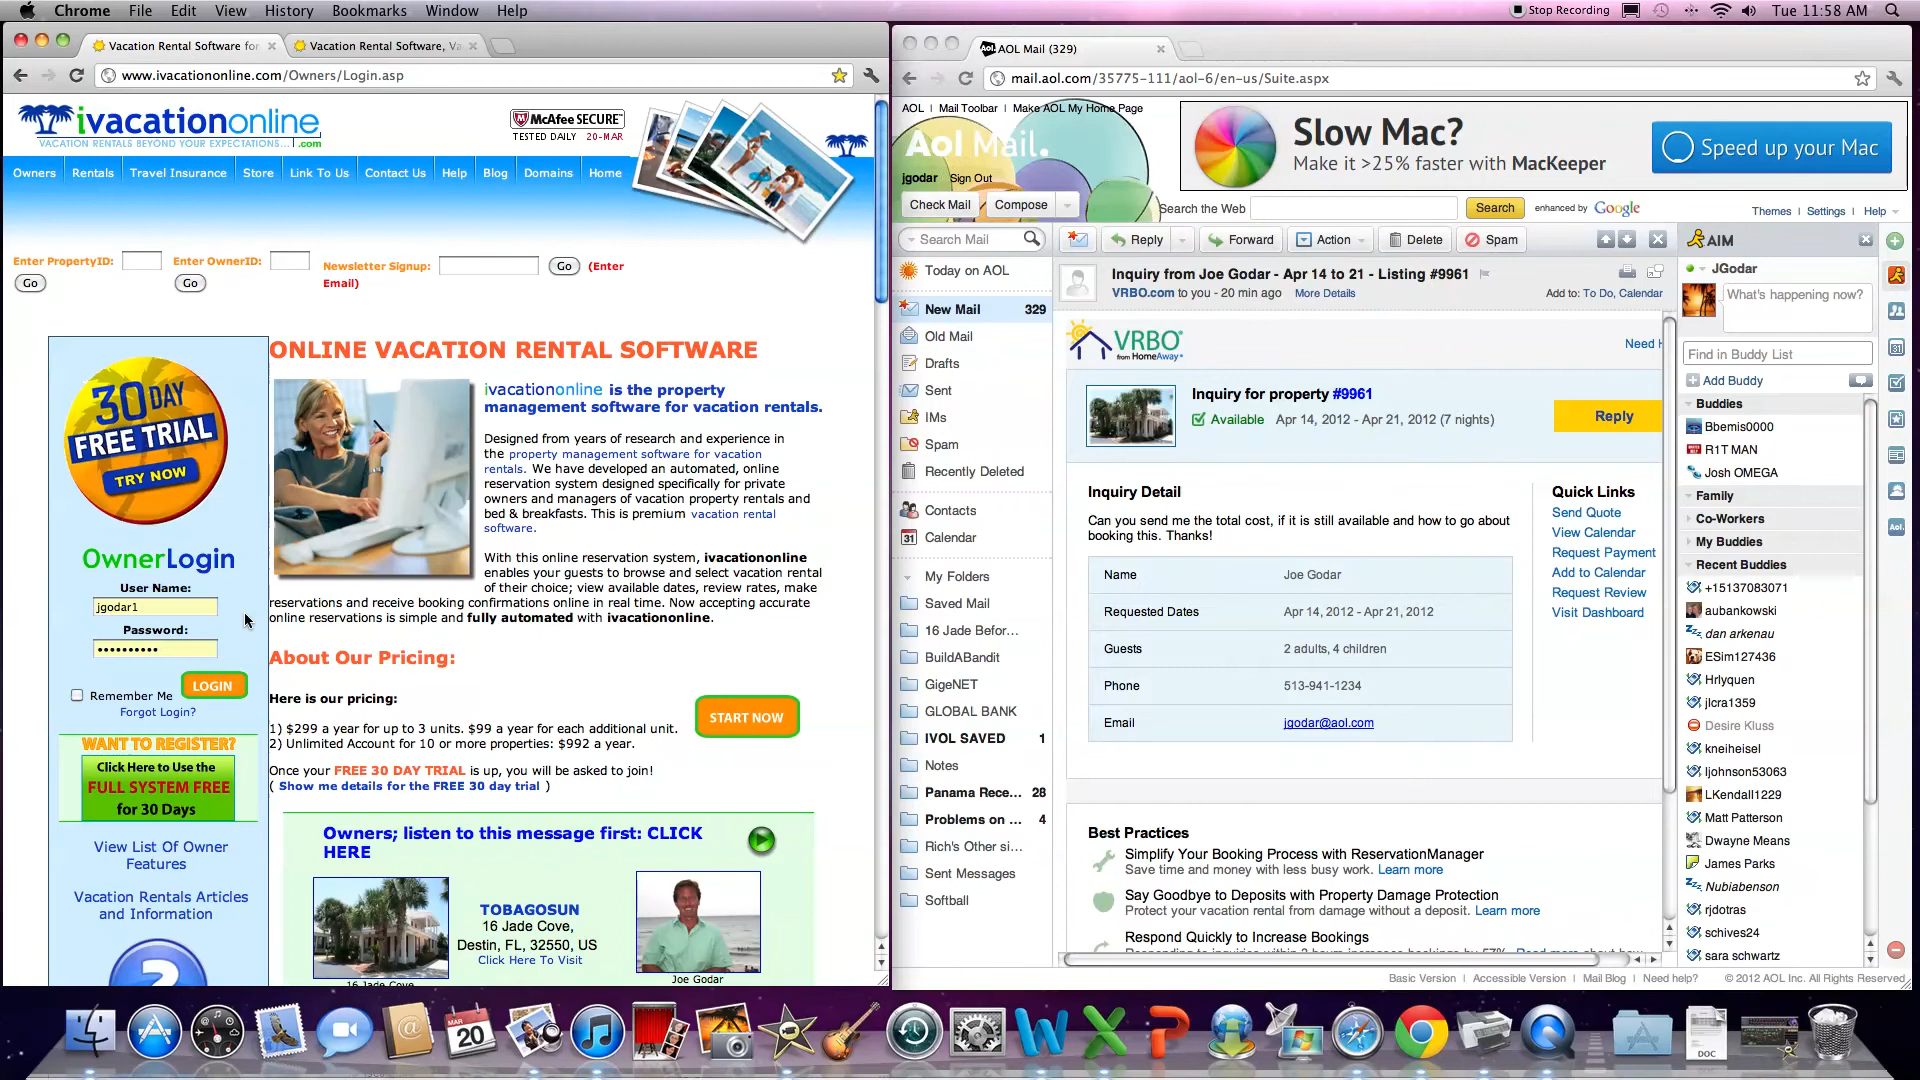 Chrome File Edit View History Bookmarks Window Help
Stop Recording Tue 11:58 AM
Vacation Rental Software for
Vacation Rental Software, Va
www.ivacationonline.com/Owners/Login.asp
ivacationonline
VACATION RENTALS BEYOND YOUR EXPECTATIONS... .com
McAfee SECURE
TESTED DAILY 20-MAR
Owners Rentals Travel Insurance Store Link To Us Contact Us Help Blog Domains Home
Enter PropertyID:
Go
Enter OwnerID:
Go
Newsletter Signup: Go (Enter
Email)
30 DAY
FREE TRIAL
TRY NOW
OwnerLogin
User Name:
jgodar1
Password:
••••••••••
Remember Me
LOGIN
Forgot Login?
WANT TO REGISTER?
Click Here to Use the
FULL SYSTEM FREE
for 30 Days
View List Of Owner
Features
Vacation Rentals Articles
and Information
?
ONLINE VACATION RENTAL SOFTWARE
ivacationonline is the property
management software for vacation rentals.
Designed from years of research and experience in
the property management software for vacation
rentals. We have developed an automated, online
reservation system designed specifically for private
owners and managers of vacation property rentals and
bed & breakfasts. This is premium vacation rental
software.
With this online reservation system, ivacationonline
enables your guests to browse and select vacation rental
of their choice; view available dates, review rates, make
reservations and receive booking confirmations online in real time. Now accepting accurate
online reservations is simple and fully automated with ivacationonline.
About Our Pricing:
Here is our pricing:
1) $299 a year for up to 3 units. $99 a year for each additional unit.
2) Unlimited Account for 10 or more properties: $992 a year.
START NOW
Once your FREE 30 DAY TRIAL is up, you will be asked to join!
( Show me details for the FREE 30 day trial )
Owners; listen to this message first: CLICK
HERE
TOBAGOSUN
16 Jade Cove,
Destin, FL, 32550, US
Click Here To Visit
16 Jade Cove
Joe Godar
AOL Mail (329)
mail.aol.com/35775-111/aol-6/en-us/Suite.aspx
AOL | Mail Toolbar | Make AOL My Home Page
Aol Mail.
jgodar Sign Out
Check Mail Compose
Slow Mac?
Make it >25% faster with MacKeeper
Speed up your Mac
Search the Web Search enhanced by Google
Themes | Settings | Help
Search Mail
Reply Forward Action Delete Spam
Today on AOL
New Mail 329
Old Mail
Drafts
Sent
IMs
Spam
Recently Deleted
Contacts
31 Calendar
My Folders
Saved Mail
16 Jade Befor...
BuildABandit
GigeNET
GLOBAL BANK
IVOL SAVED 1
Notes
Panama Rece... 28
Problems on ... 4
Rich's Other si...
Sent Messages
Softball
Inquiry from Joe Godar - Apr 14 to 21 - Listing #9961
VRBO.com to you - 20 min ago More Details
Add to: To Do, Calendar
VRBO
from HomeAway
Need H
Inquiry for property #9961
Available Apr 14, 2012 - Apr 21, 2012 (7 nights)
Reply
Inquiry Detail
Can you send me the total cost, if it is still available and how to go about
booking this. Thanks!
Name Joe Godar
Requested Dates Apr 14, 2012 - Apr 21, 2012
Guests 2 adults, 4 children
Phone 513-941-1234
Email jgodar@aol.com
Quick Links
Send Quote
View Calendar
Request Payment
Add to Calendar
Request Review
Visit Dashboard
Best Practices
Simplify Your Booking Process with ReservationManager
Save time and money with less busy work. Learn more
Say Goodbye to Deposits with Property Damage Protection
Protect your vacation rental from damage without a deposit. Learn more
Respond Quickly to Increase Bookings
AIM
JGodar
What's happening now?
Find in Buddy List
Add Buddy
Buddies
Bbemis0000
R1T MAN
Josh OMEGA
Family
Co-Workers
My Buddies
Recent Buddies
+15137083071
aubankowski
dan arkenau
ESim127436
Hrlyquen
jlcra1359
Desire Kluss
kneiheisel
ljohnson53063
LKendall1229
Matt Patterson
Dwayne Means
James Parks
Nubiabenson
rjdotras
schives24
sara schwartz
Aol.
Basic Version | Accessible Version | Mail Blog | Need help? © 2012 AOL Inc. All Rights Reserved
MAR
20
DOC